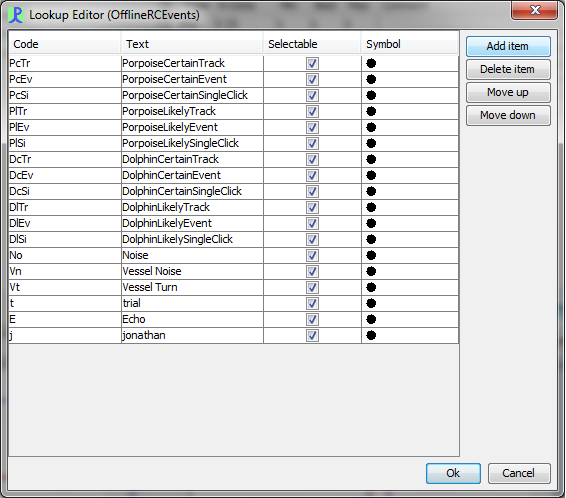 Lookup Editor (OfflineRCEvents)
Code Text Selectable Symbol
PcTr PorpoiseCertainTrack
PcEv PorpoiseCertainEvent
PcSi PorpoiseCertainSingleClick
PlTr PorpoiseLikelyTrack
PlEv PorpoiseLikelyEvent
PlSi PorpoiseLikelySingleClick
DcTr DolphinCertainTrack
DcEv DolphinCertainEvent
DcSi DolphinCertainSingleClick
DlTr DolphinLikelyTrack
DlEv DolphinLikelyEvent
DlSi DolphinLikelySingleClick
No Noise
Vn Vessel Noise
Vt Vessel Turn
t trial
E Echo
j jonathan
Add item
Delete item
Move up
Move down
Ok Cancel